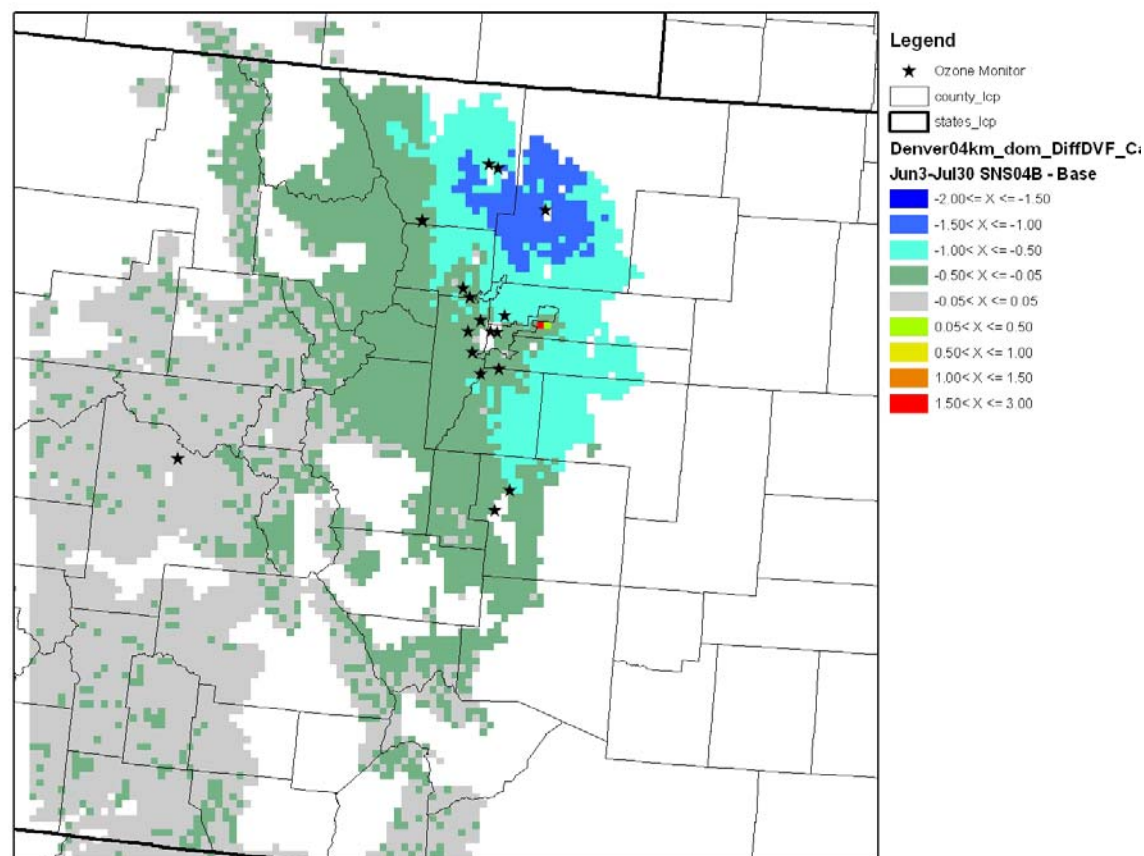 Legend
Ozone Monitor
county_lcp
states_lcp
Denver04km_dom_DiffDVF_Ca
Jun3-Jul30 SNS04B - Base
-2.00<= X <= -1.50
-1.50< X <= -1.00
-1.00< X <= -0.50
-0.50< X <=-0.05
-0.05< X <= 0.05
0.05< X <= 0.50
0.50< X <= 1.00
1.00< X <= 1.50
1.50< X <= 3.00